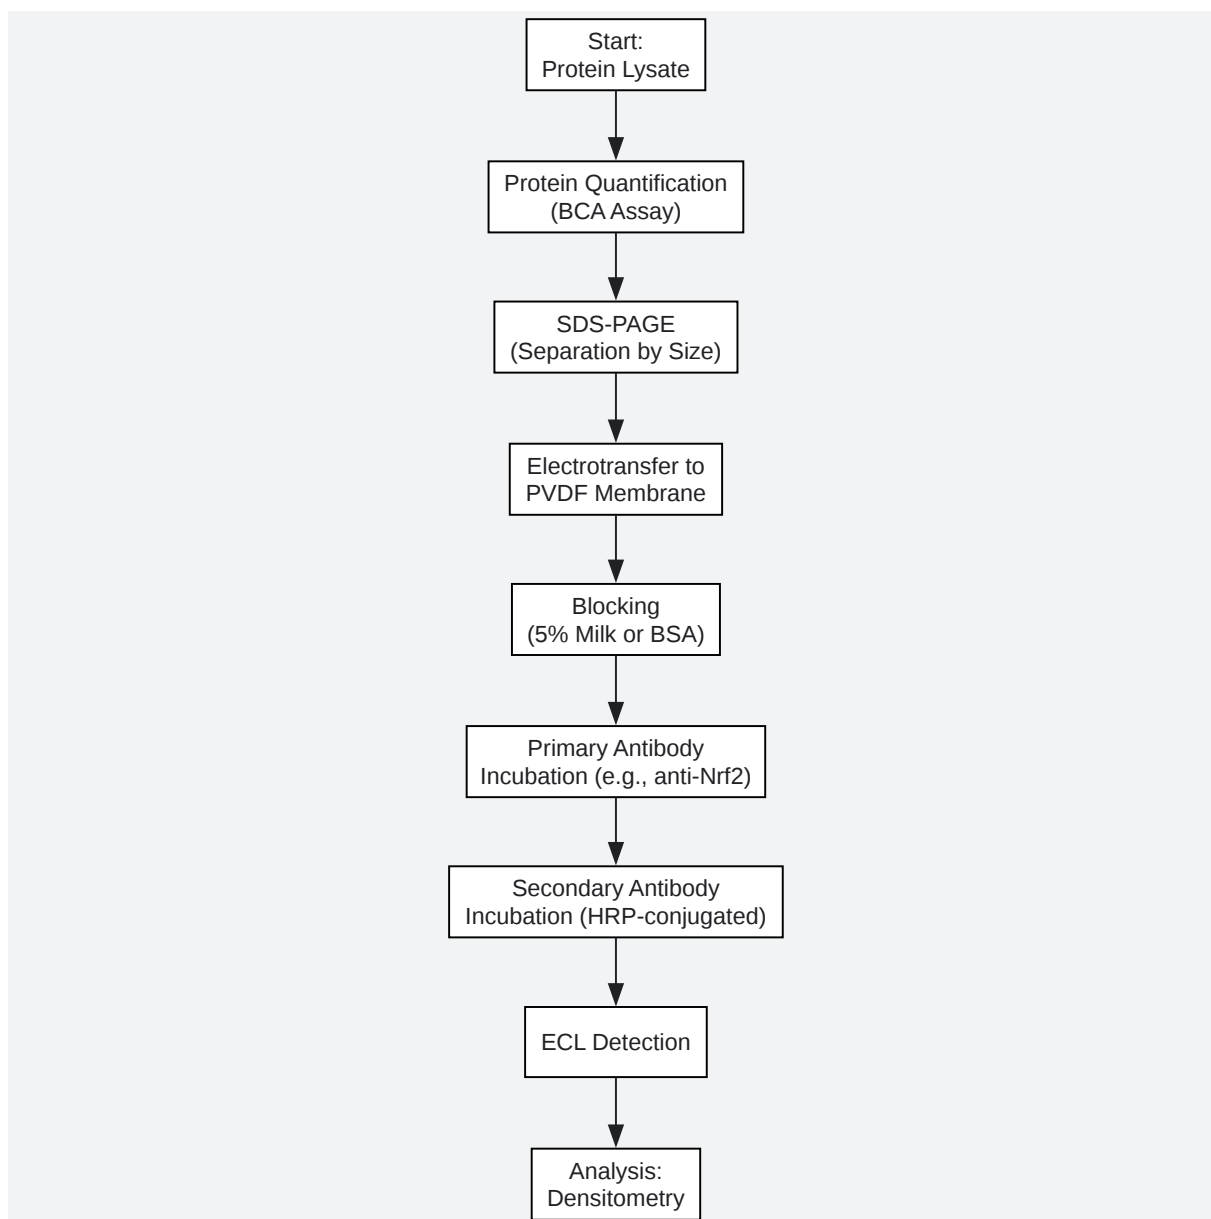 Start:
Protein Lysate
Protein Quantification
(BCA Assay)
SDS-PAGE
(Separation by Size)
Electrotransfer to
PVDF Membrane
Blocking
(5% Milk or BSA)
Primary Antibody
Incubation (e.g., anti-Nrf2)
Secondary Antibody
Incubation (HRP-conjugated)
ECL Detection
Analysis:
Densitometry